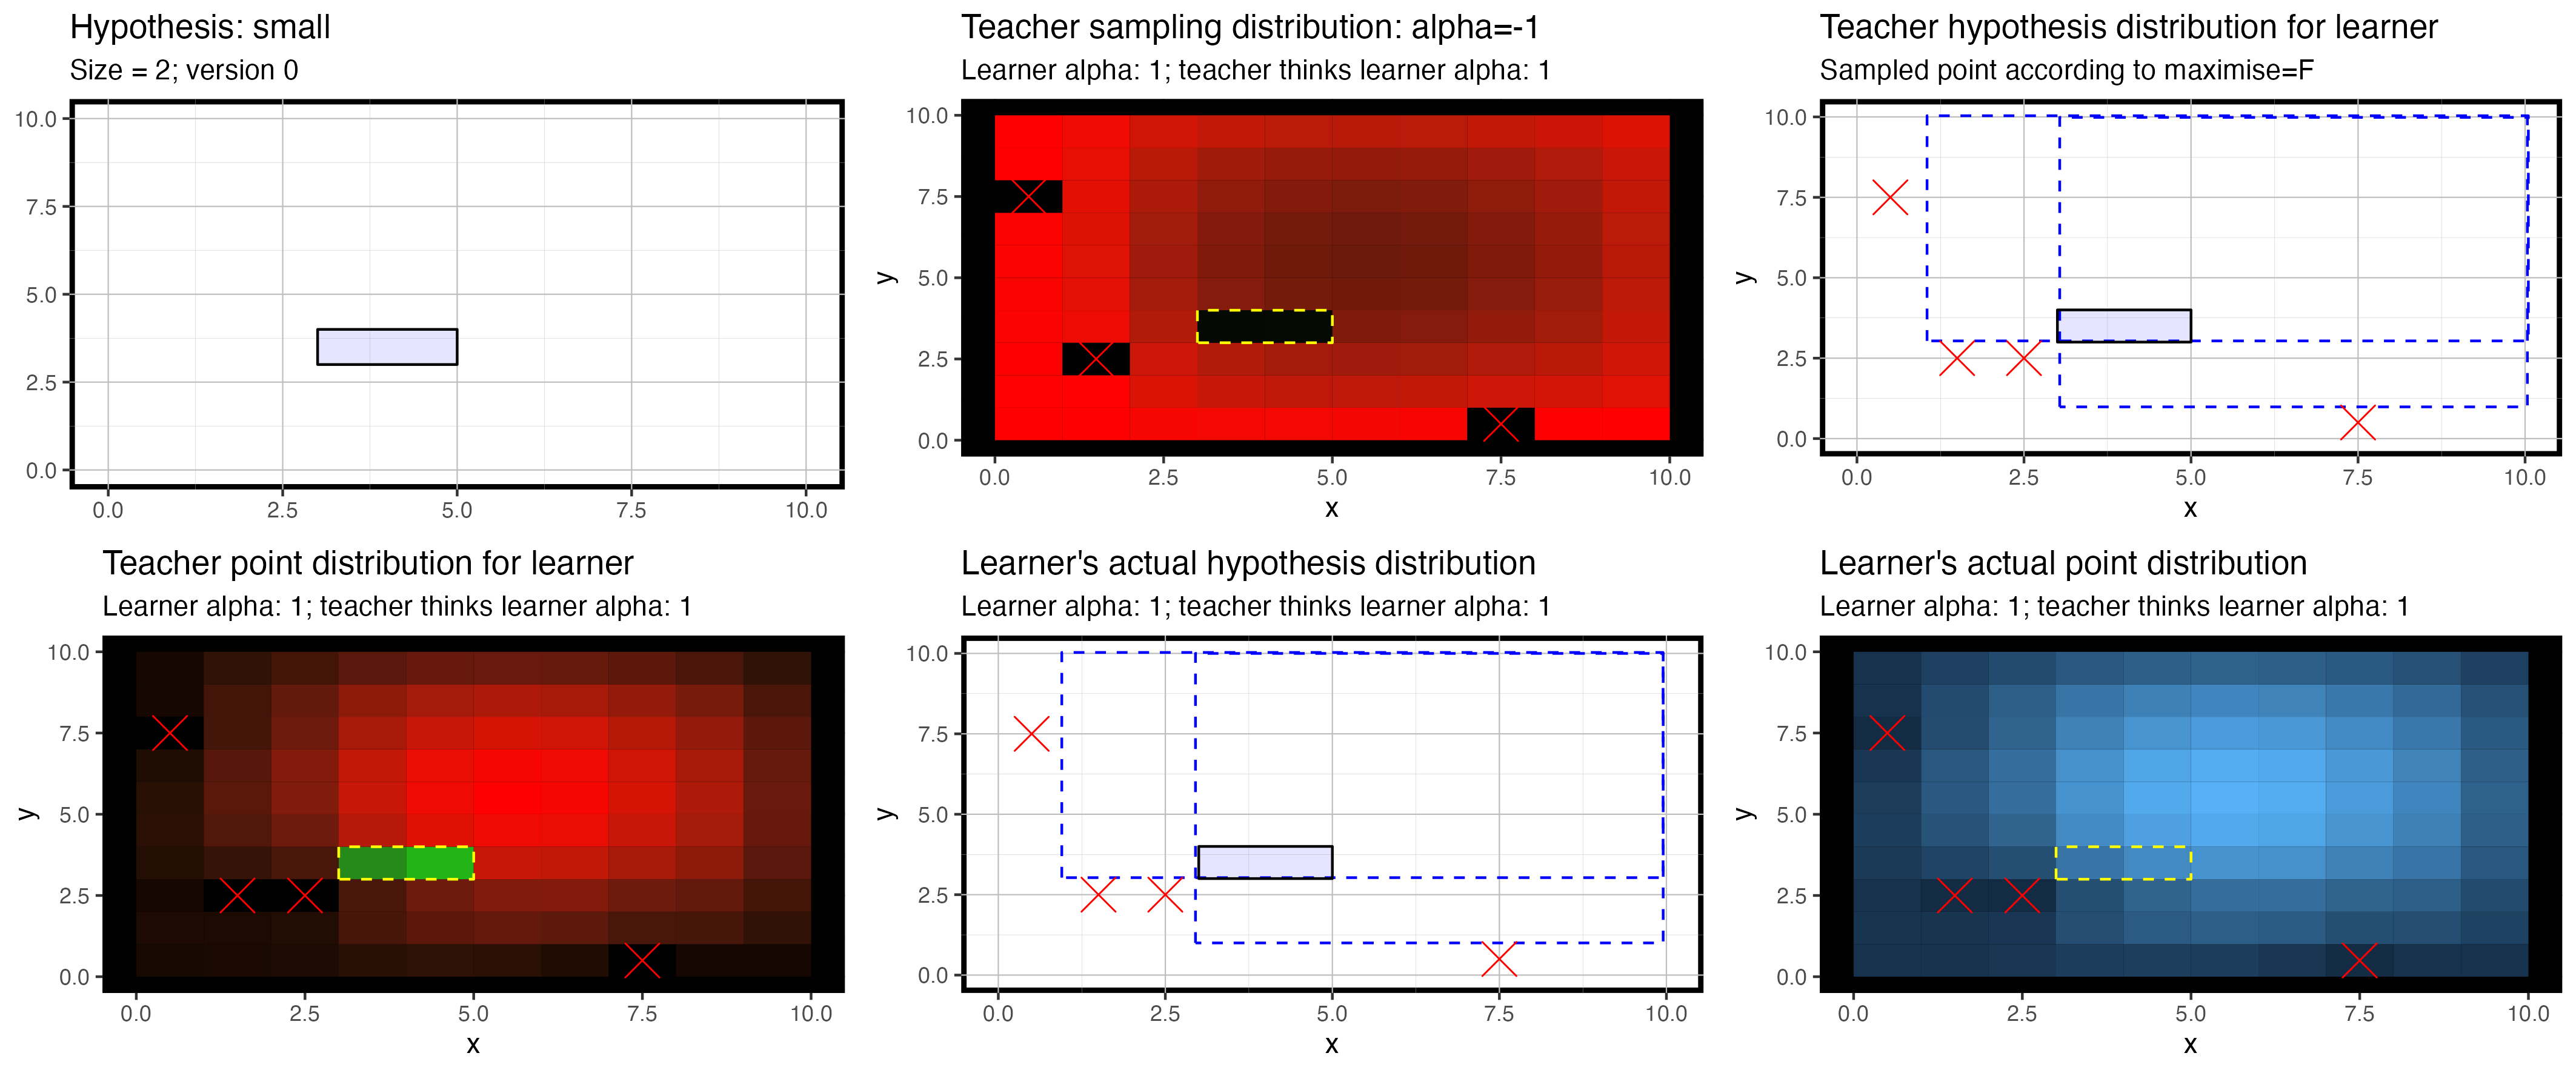 Hypothesis: small
Size = 2; version 0
10.0
7.5
5.0
2.5
0.0
0.0 2.5 5.0 7.5 10.0
Teacher sampling distribution: alpha=-1
Learner alpha: 1; teacher thinks learner alpha: 1
y
10.0
7.5
5.0
2.5
0.0
0.0 2.5 5.0 7.5 10.0
x
Teacher hypothesis distribution for learner
Sampled point according to maximise=F
y
10.0
7.5
5.0
2.5
0.0
0.0 2.5 5.0 7.5 10.0
x
Teacher point distribution for learner
Learner alpha: 1; teacher thinks learner alpha: 1
y
10.0
7.5
5.0
2.5
0.0
0.0 2.5 5.0 7.5 10.0
x
Learner's actual hypothesis distribution
Learner alpha: 1; teacher thinks learner alpha: 1
y
10.0
7.5
5.0
2.5
0.0
0.0 2.5 5.0 7.5 10.0
x
Learner's actual point distribution
Learner alpha: 1; teacher thinks learner alpha: 1
y
10.0
7.5
5.0
2.5
0.0
0.0 2.5 5.0 7.5 10.0
x